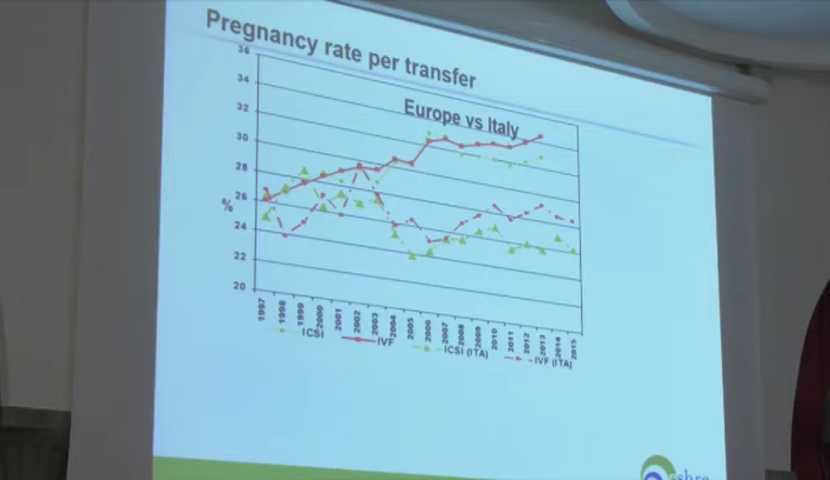 Pregnancy rate per transfer
Europe vs Italy
36
34
32
30
28
26
%
24
22
20
1997 1998 1999 2000 2001 2002 2003 2004 2005 2006 2007 2008 2009 2010 2011 2012 2013 2014 2015
ICSI IVF ICSI (ITA) IVF (ITA)
eshre